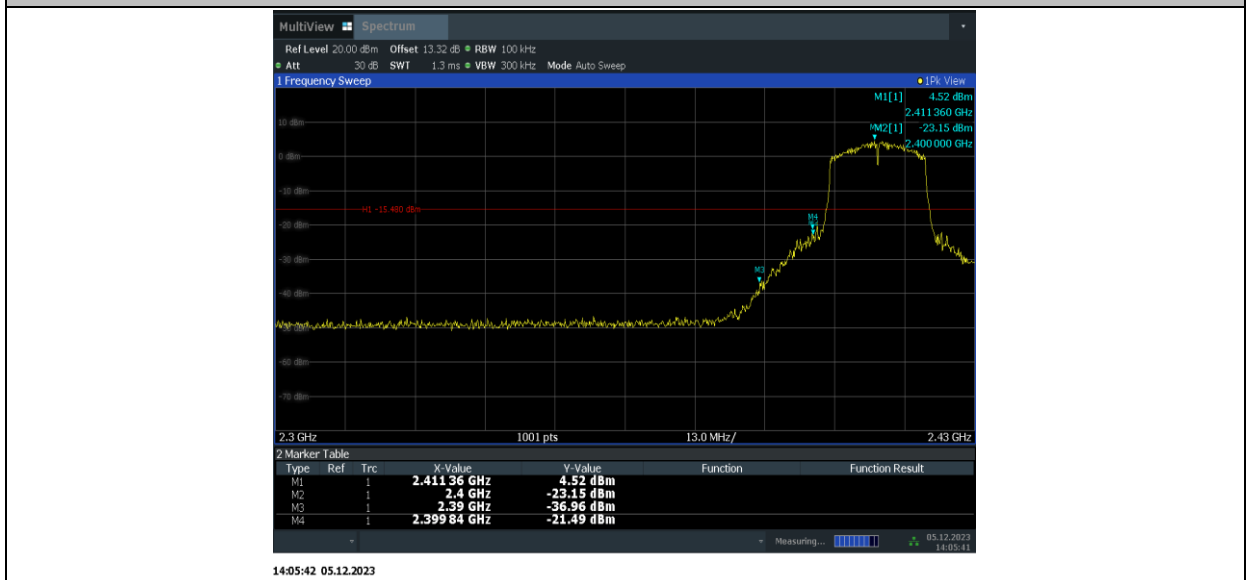 MultiView Spectrum
Ref Level 20.00 dBm Offset 13.32 dB RBW 100 kHz
Att 30 dB SWT 1.3 ms VBW 300 kHz Mode Auto Sweep
1 Frequency Sweep 1Pk View
M1[1] 4.52 dBm
2.411360 GHz
10 dBm
M2[1] -23.15 dBm
2.400000 GHz
0 dBm
-10 dBm
H1 -15.480 dBm
M4
-20 dBm
-30 dBm
M3
-40 dBm
-60 dBm
-70 dBm
2.3 GHz 1001 pts 13.0 MHz/ 2.43 GHz
2 Marker Table
Type Ref Trc X-Value Y-Value Function Function Result
M1 1 2.411 36 GHz 4.52 dBm
M2 1 2.4 GHz -23.15 dBm
M3 1 2.39 GHz -36.96 dBm
M4 1 2.399 84 GHz -21.49 dBm
Measuring... 05.12.2023
14:05:41
14:05:42 05.12.2023